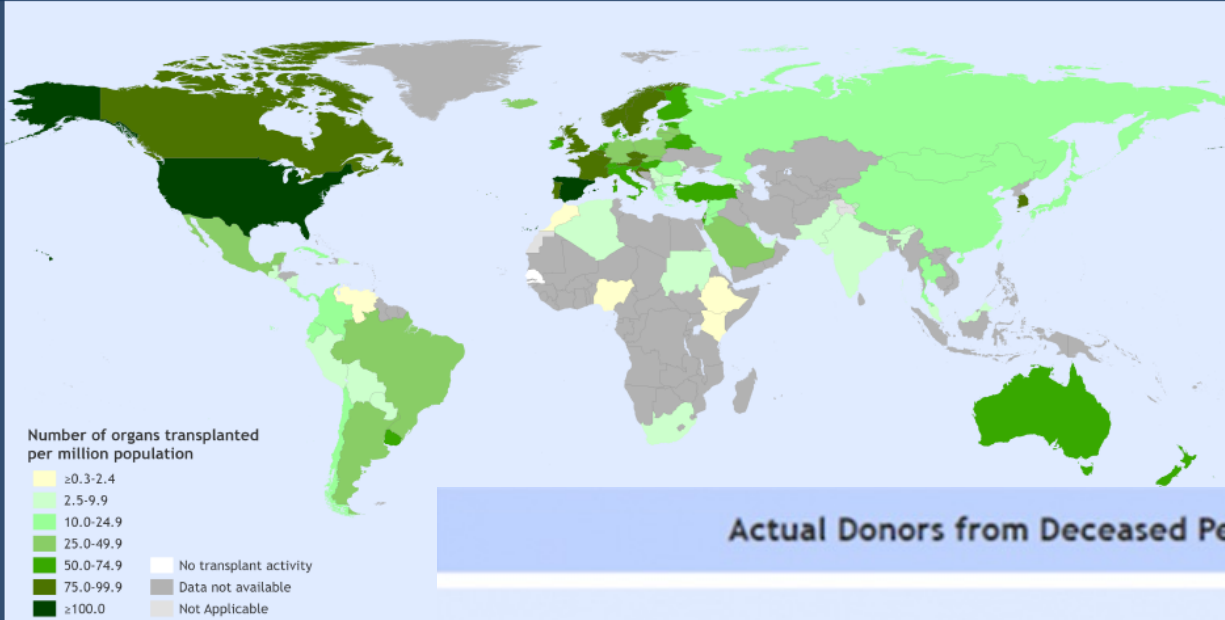 Number of organs transplanted
per million population
≥0.3-2.4
2.5-9.9
10.0-24.9
25.0-49.9
50.0-74.9
75.0-99.9
≥100.0
No transplant activity
Data not available
Not Applicable
Actual Donors from Deceased Pe